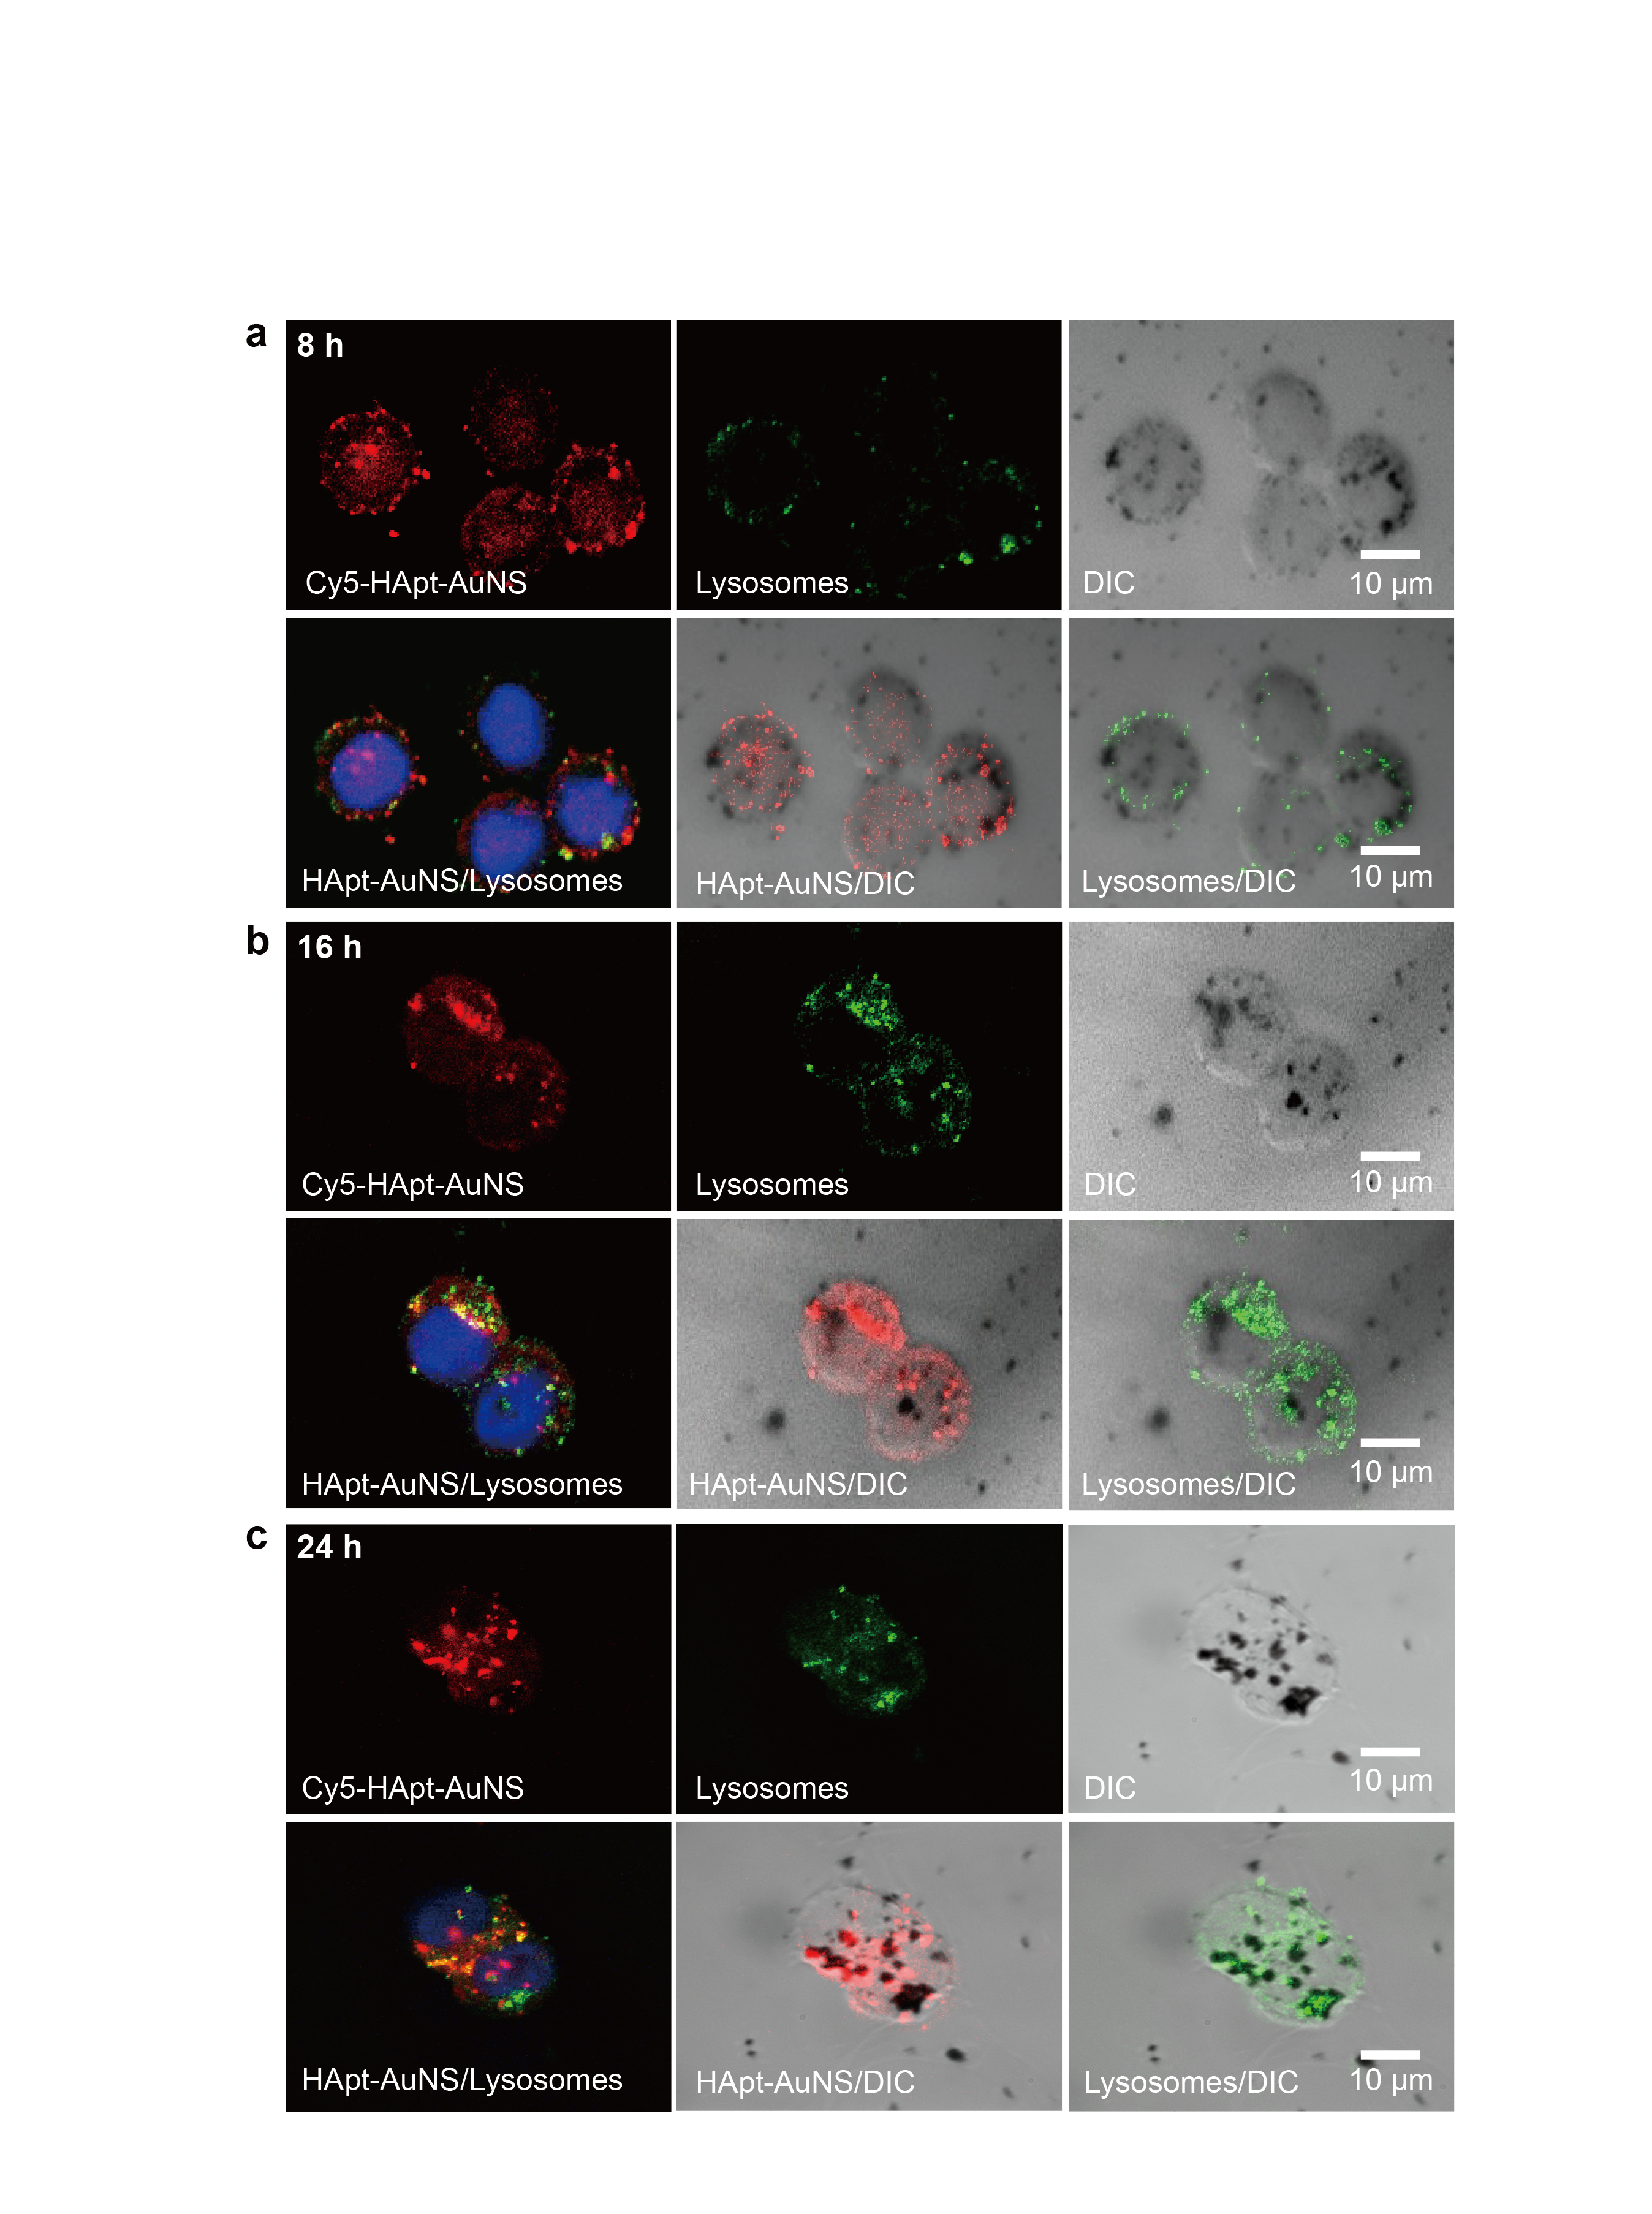 a
8 h
Cy5-HApt-AuNS
Lysosomes
DIC
10 µm
HApt-AuNS/Lysosomes
HApt-AuNS/DIC
Lysosomes/DIC
10 µm
b
16 h
Cy5-HApt-AuNS
Lysosomes
DIC
10 µm
HApt-AuNS/Lysosomes
HApt-AuNS/DIC
Lysosomes/DIC
10 µm
c
24 h
Cy5-HApt-AuNS
Lysosomes
DIC
10 µm
HApt-AuNS/Lysosomes
HApt-AuNS/DIC
Lysosomes/DIC
10 µm